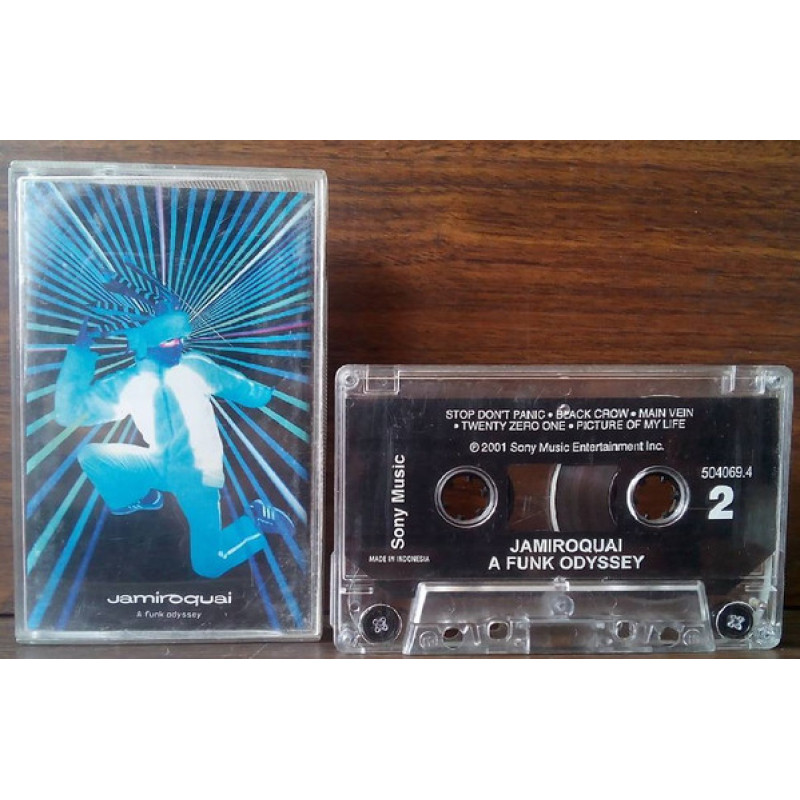 Jamiroquai
A funk odyssey
STOP DON'T PANIC • BLACK CROW • MAIN VEIN
• TWENTY ZERO ONE • PICTURE OF MY LIFE
℗ 2001 Sony Music Entertainment Inc.
504069.4
2
Sony Music
MADE IN INDONESIA
JAMIROQUAI
A FUNK ODYSSEY